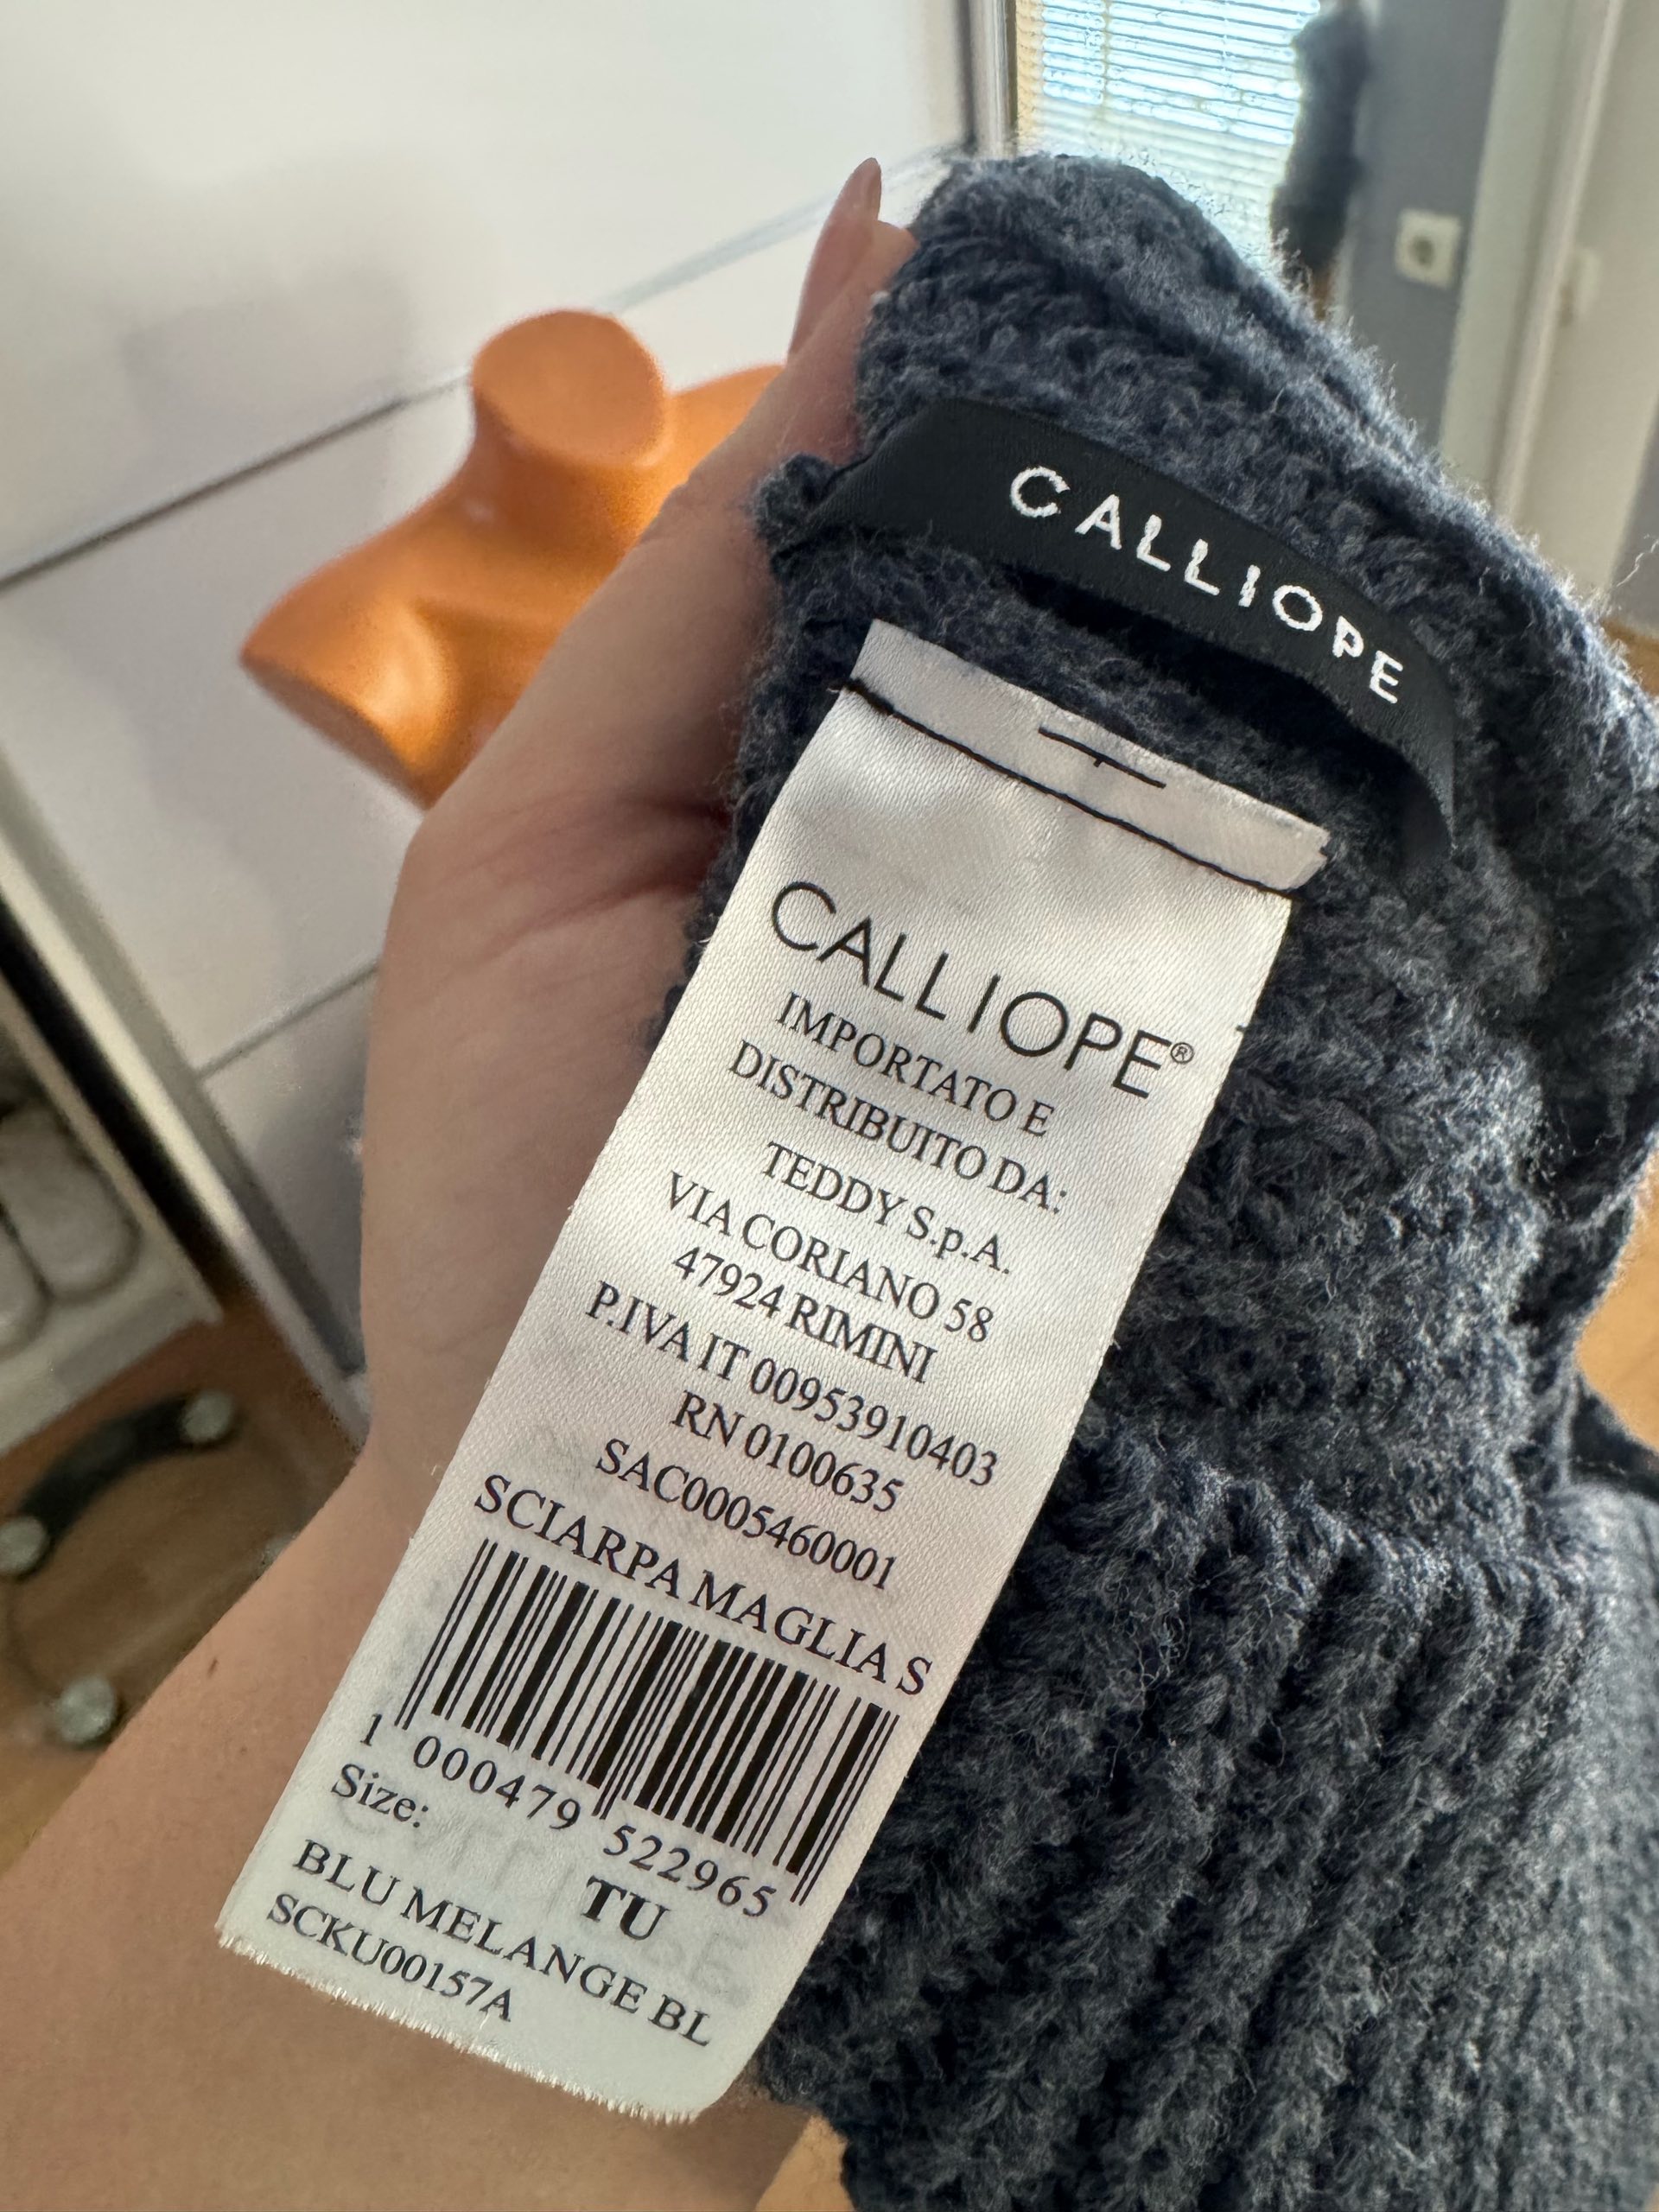 CALLIOPE
CALLIOPE®
IMPORTATO E
DISTRIBUITO DA:
TEDDY S.p.A.
VIA CORIANO 58
47924 RIMINI
P.IVA IT 00953910403
RN 0100635
SAC0005460001
SCIARPA MAGLIA S
1 000479 522965
Size:
TU
BLU MELANGE BL
SCKU00157A